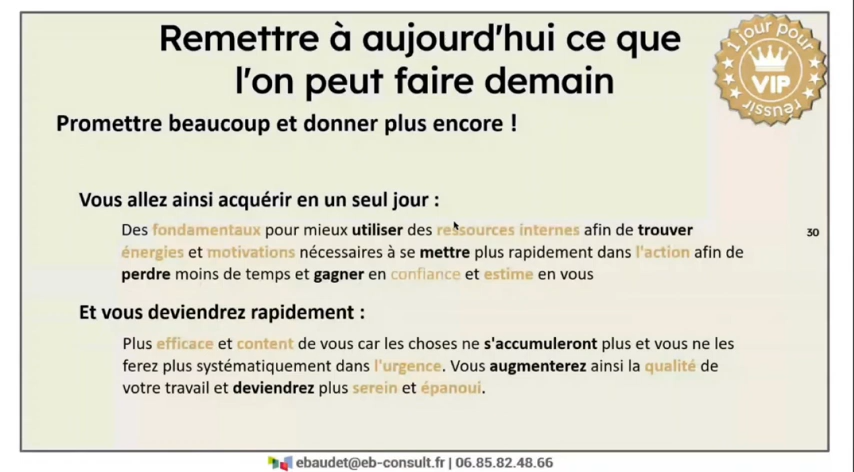 Remettre à aujourd'hui ce que
l'on peut faire demain
1 jour pour
VIP
réussir
Promettre beaucoup et donner plus encore !
Vous allez ainsi acquérir en un seul jour :
Des fondamentaux pour mieux utiliser des ressources internes afin de trouver
énergies et motivations nécessaires à se mettre plus rapidement dans l'action afin de
perdre moins de temps et gagner en confiance et estime en vous
30
Et vous deviendrez rapidement :
Plus efficace et content de vous car les choses ne s'accumuleront plus et vous ne les
ferez plus systématiquement dans l'urgence. Vous augmenterez ainsi la qualité de
votre travail et deviendrez plus serein et épanoui.
ebaudet@eb-consult.fr | 06.85.82.48.66